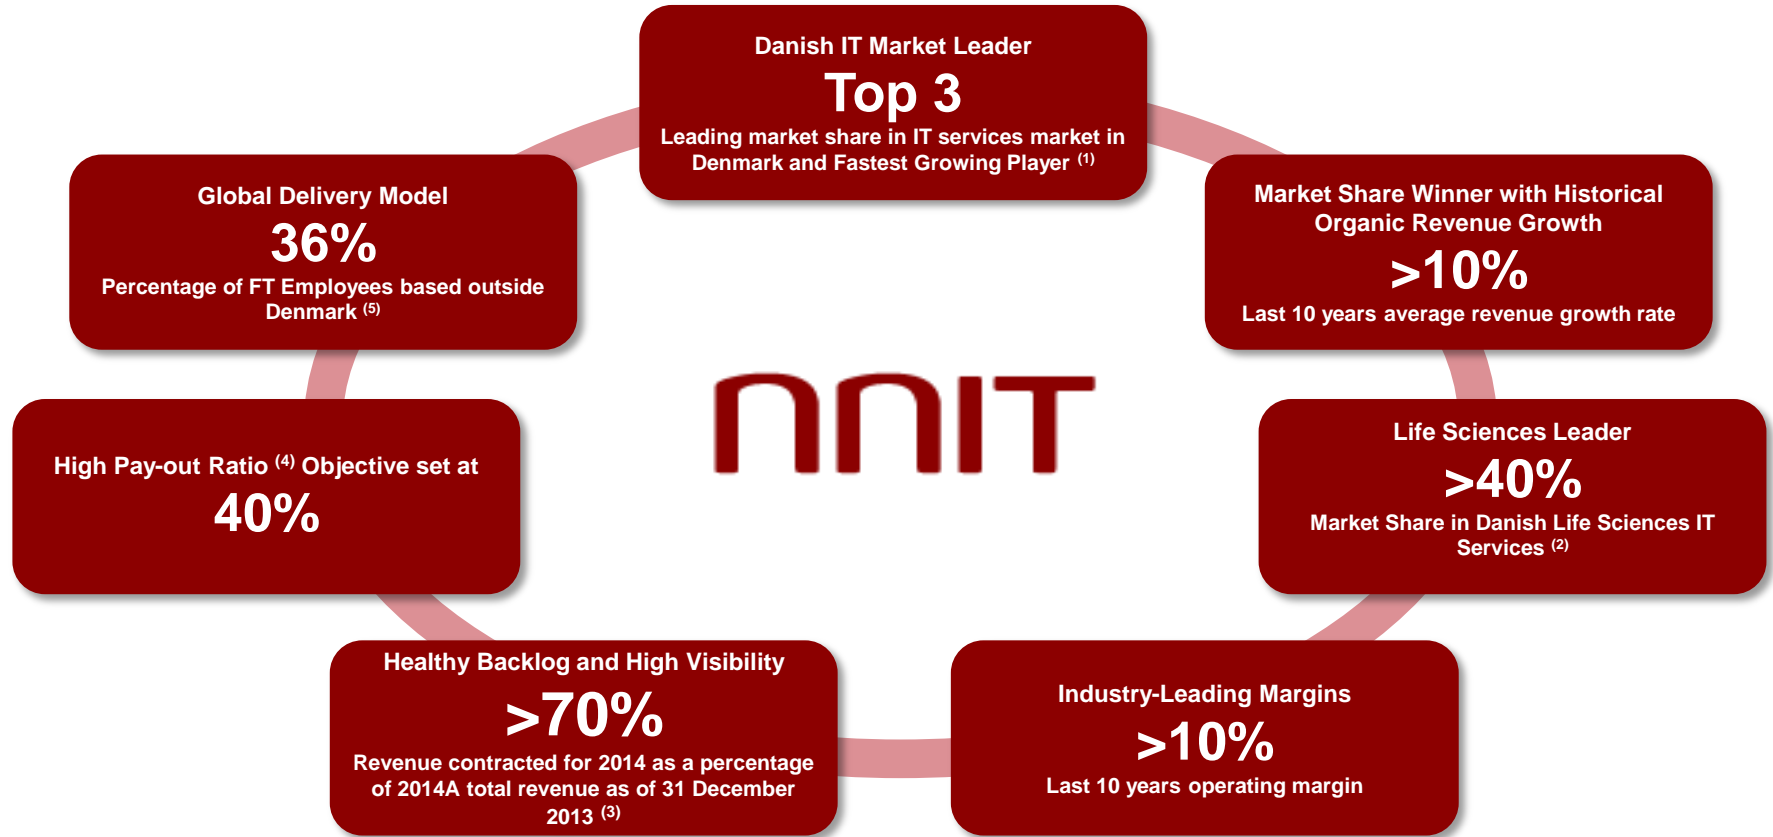 Danish IT Market Leader
Top 3
Leading market share in IT services market in
Denmark and Fastest Growing Player (1)
Global Delivery Model
36%
Percentage of FT Employees based outside
Denmark (5)
Market Share Winner with Historical
Organic Revenue Growth
>10%
Last 10 years average revenue growth rate
nnIT
High Pay-out Ratio (4) Objective set at
40%
Life Sciences Leader
>40%
Market Share in Danish Life Sciences IT
Services (2)
Healthy Backlog and High Visibility
>70%
Revenue contracted for 2014 as a percentage
of 2014A total revenue as of 31 December
2013 (3)
Industry-Leading Margins
>10%
Last 10 years operating margin